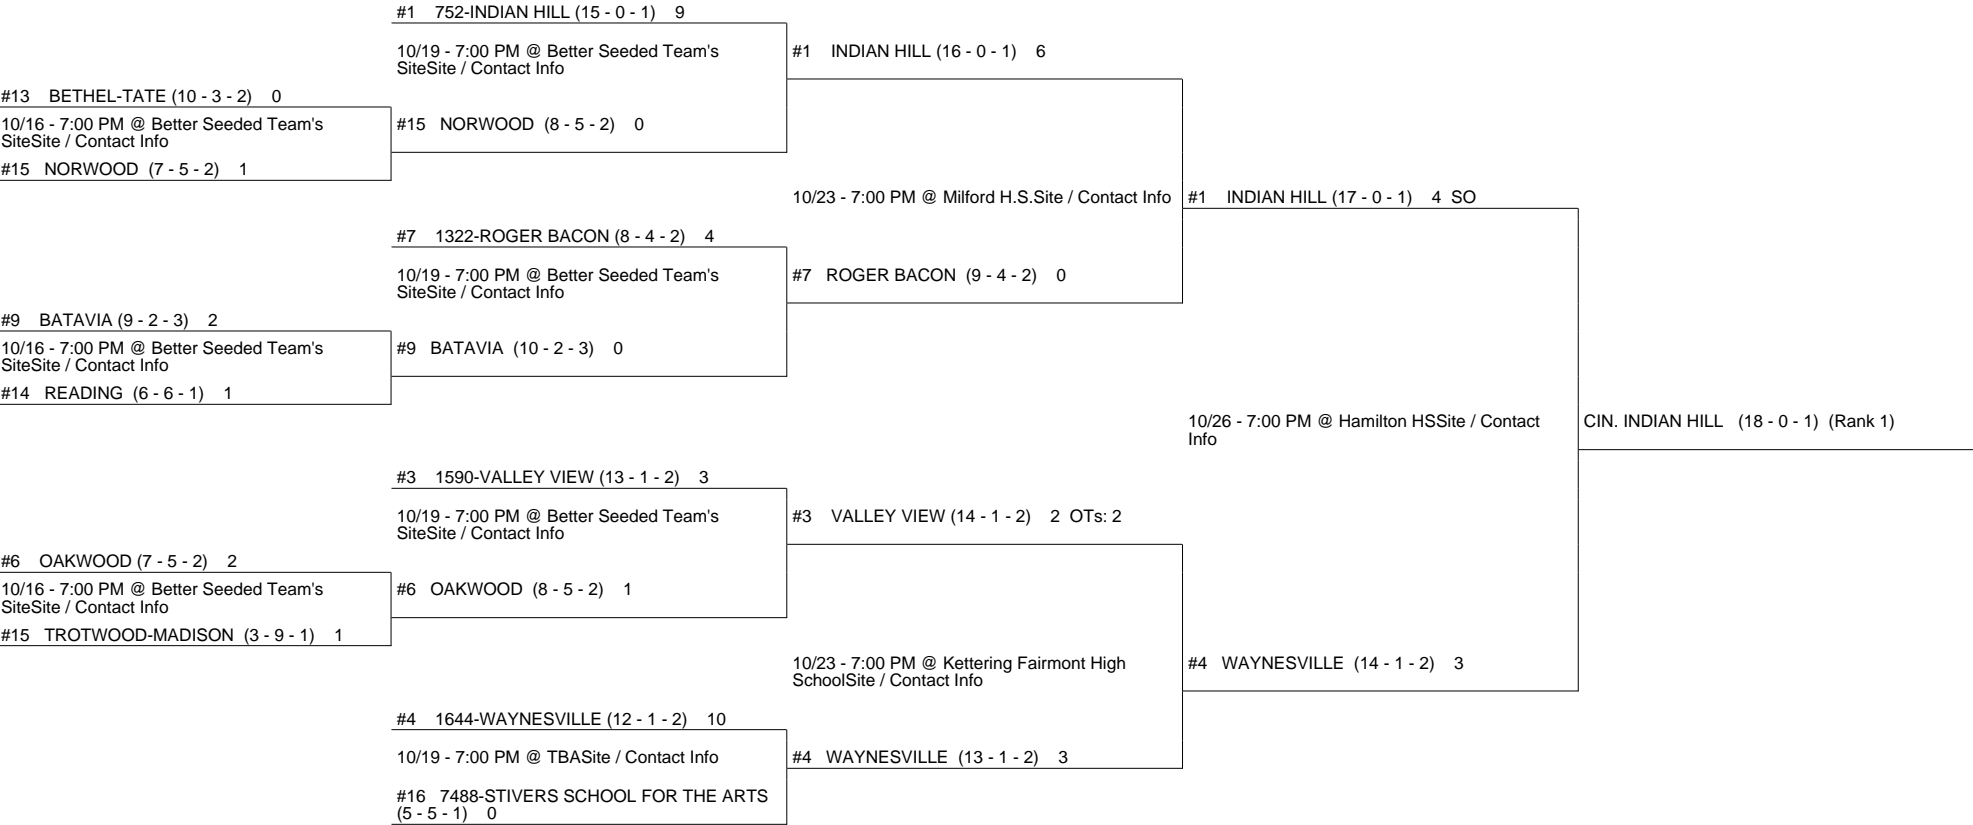 #1 752-INDIAN HILL (15 - 0 - 1) 9
10/19 - 7:00 PM @ Better Seeded Team's
SiteSite / Contact Info
#1 INDIAN HILL (16 - 0 - 1) 6
#13 BETHEL-TATE (10 - 3 - 2) 0
10/16 - 7:00 PM @ Better Seeded Team's
SiteSite / Contact Info
#15 NORWOOD (8 - 5 - 2) 0
#15 NORWOOD (7 - 5 - 2) 1
10/23 - 7:00 PM @ Milford H.S.Site / Contact Info
#1 INDIAN HILL (17 - 0 - 1) 4 SO
#7 1322-ROGER BACON (8 - 4 - 2) 4
10/19 - 7:00 PM @ Better Seeded Team's
SiteSite / Contact Info
#7 ROGER BACON (9 - 4 - 2) 0
#9 BATAVIA (9 - 2 - 3) 2
10/16 - 7:00 PM @ Better Seeded Team's
SiteSite / Contact Info
#9 BATAVIA (10 - 2 - 3) 0
#14 READING (6 - 6 - 1) 1
10/26 - 7:00 PM @ Hamilton HSSite / Contact
Info
CIN. INDIAN HILL (18 - 0 - 1) (Rank 1)
#3 1590-VALLEY VIEW (13 - 1 - 2) 3
10/19 - 7:00 PM @ Better Seeded Team's
SiteSite / Contact Info
#3 VALLEY VIEW (14 - 1 - 2) 2 OTs: 2
#6 OAKWOOD (7 - 5 - 2) 2
10/16 - 7:00 PM @ Better Seeded Team's
SiteSite / Contact Info
#6 OAKWOOD (8 - 5 - 2) 1
#15 TROTWOOD-MADISON (3 - 9 - 1) 1
10/23 - 7:00 PM @ Kettering Fairmont High
SchoolSite / Contact Info
#4 WAYNESVILLE (14 - 1 - 2) 3
#4 1644-WAYNESVILLE (12 - 1 - 2) 10
10/19 - 7:00 PM @ TBASite / Contact Info
#4 WAYNESVILLE (13 - 1 - 2) 3
#16 7488-STIVERS SCHOOL FOR THE ARTS
(5 - 5 - 1) 0